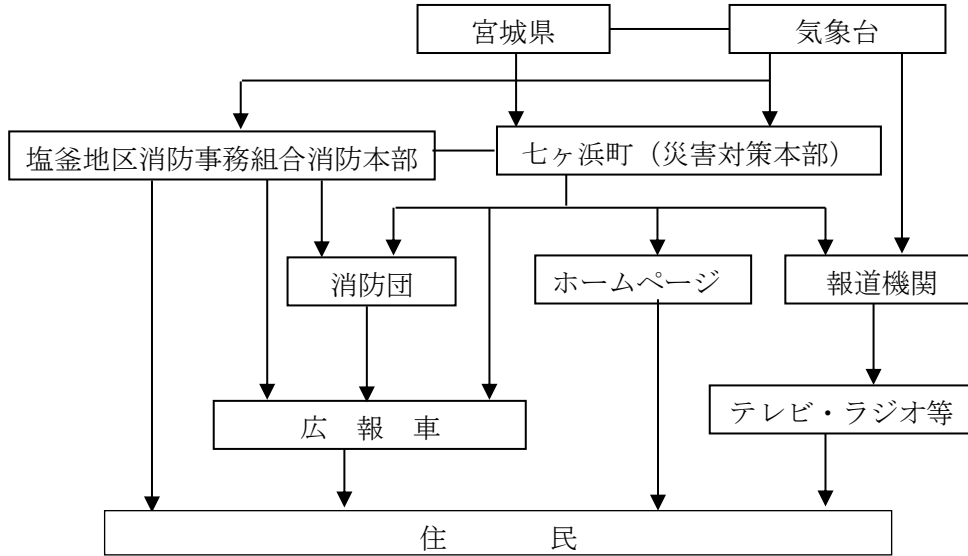 宮城県
気象台
塩釜地区消防事務組合消防本部
七ヶ浜町（災害対策本部）
消防団
ホームページ
報道機関
広　報　車
テレビ・ラジオ等
住　　　民